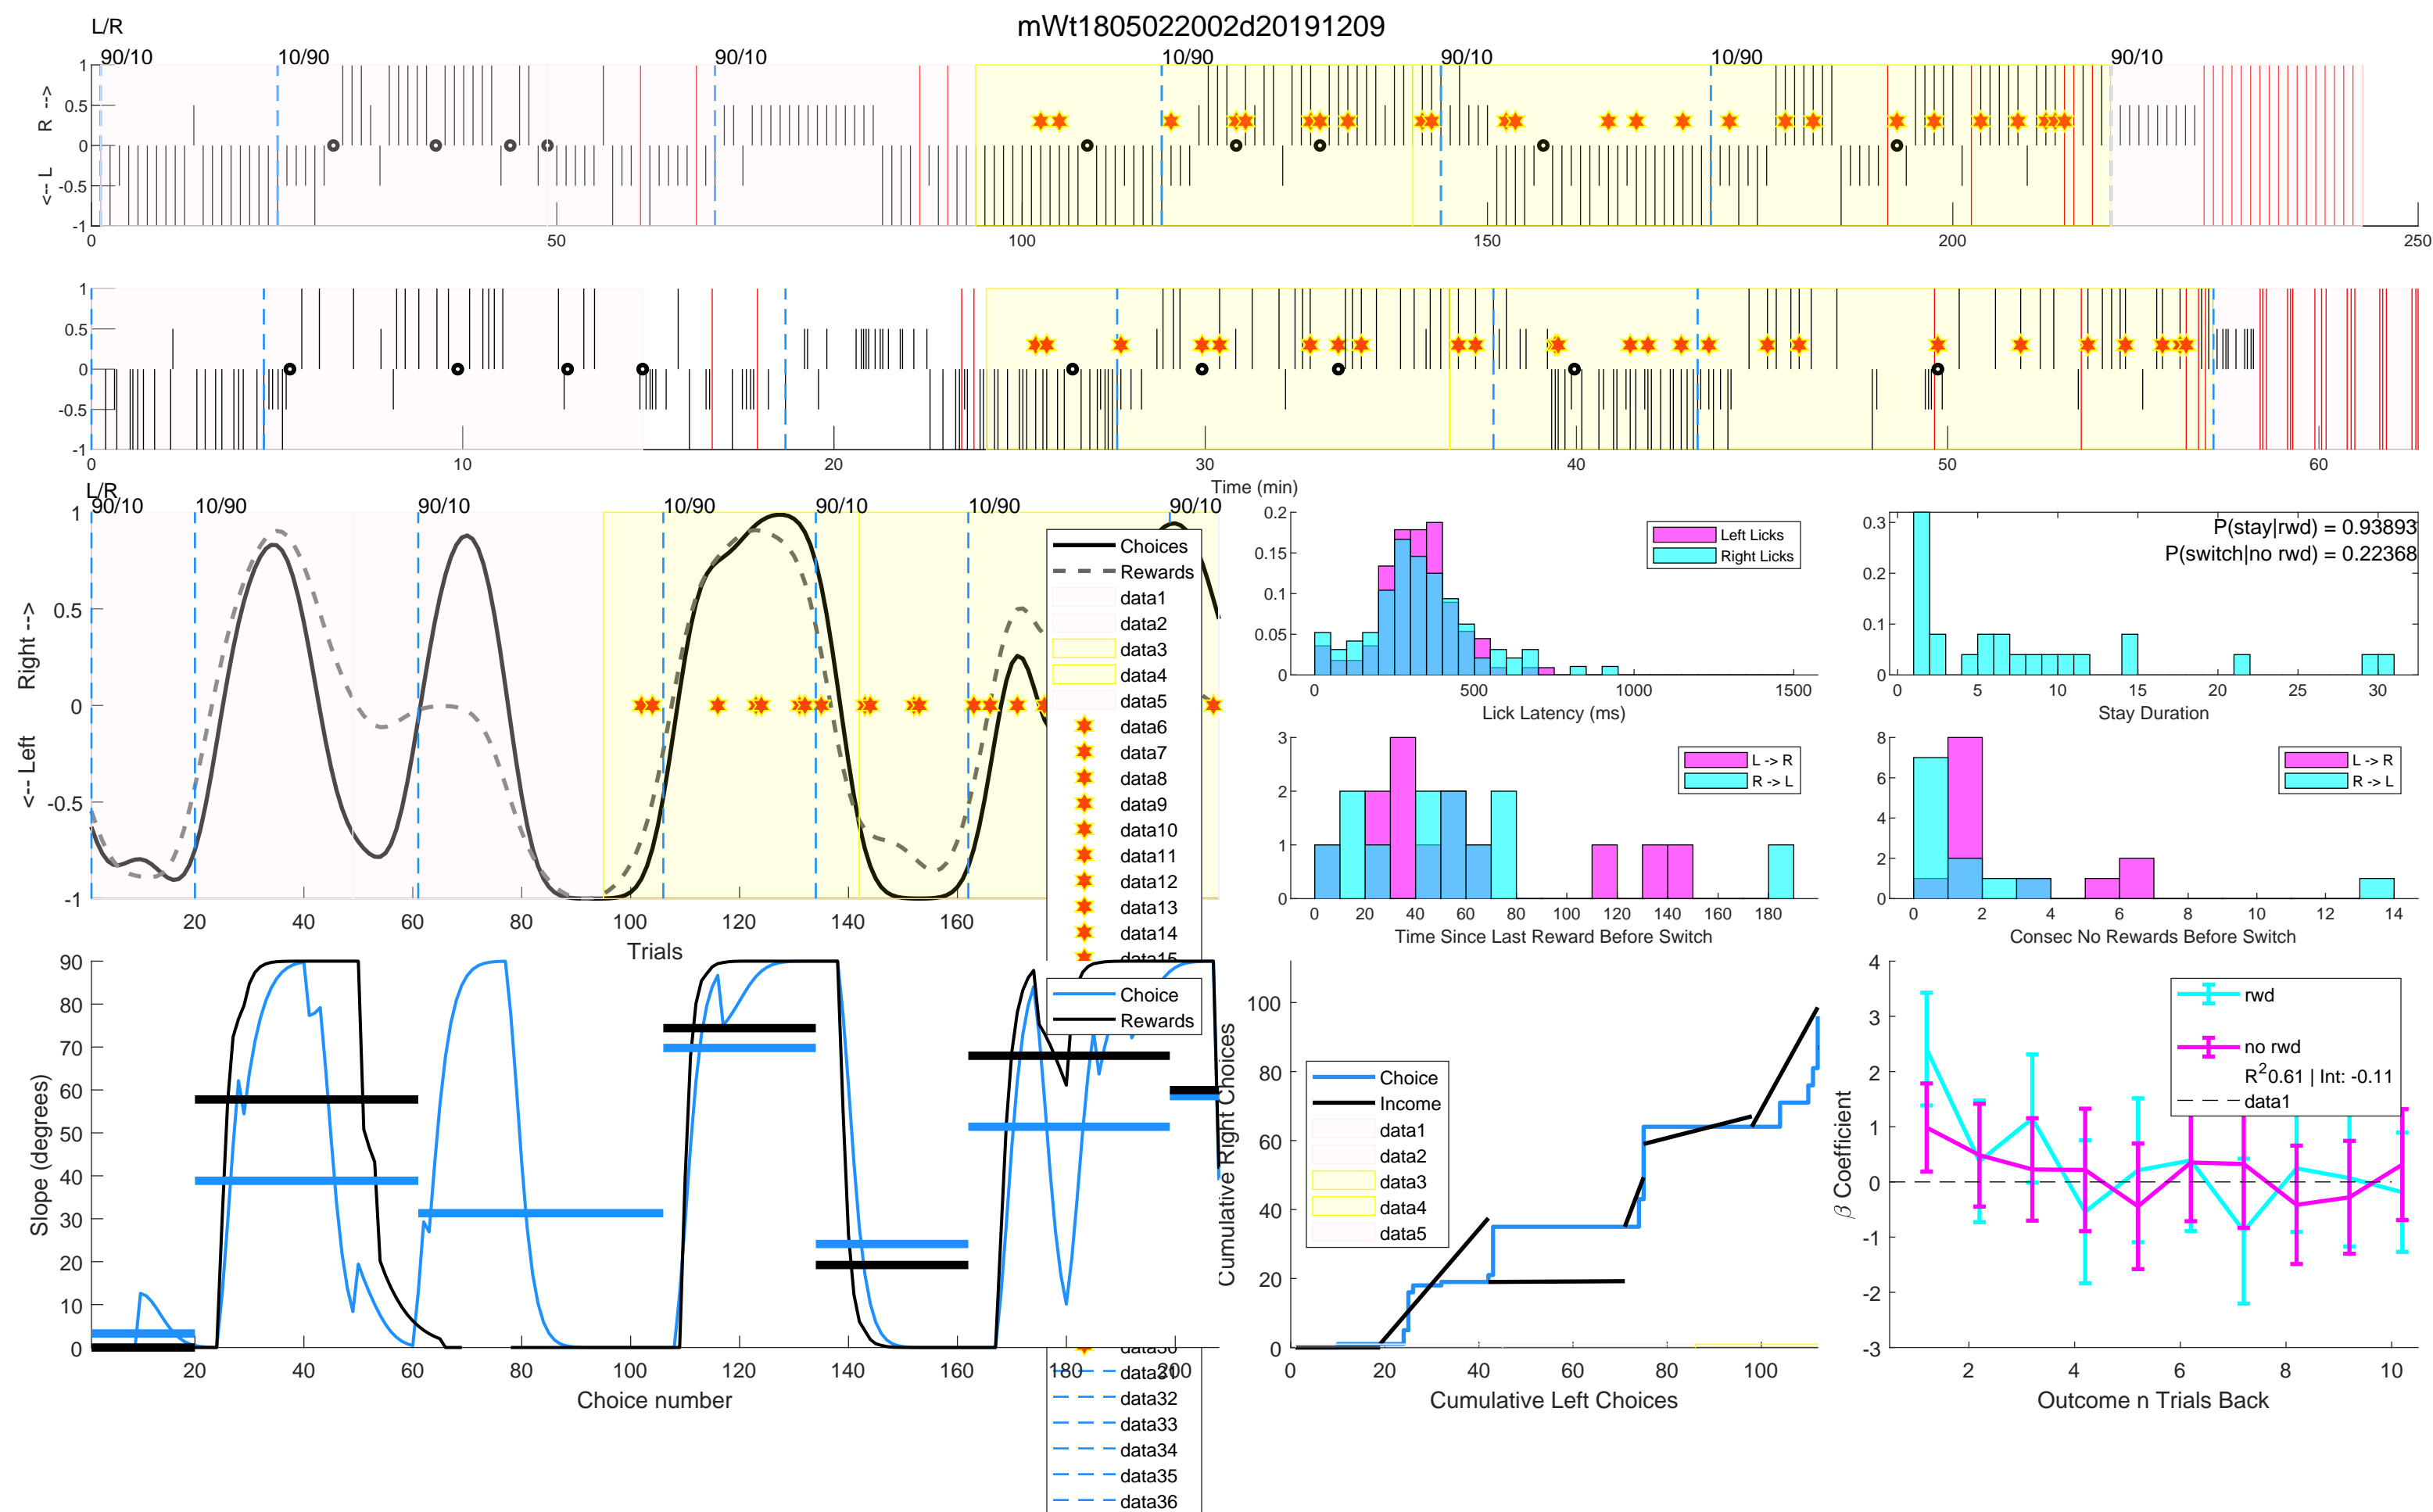 mWt1805022002d20191209
L/R
90/10 10/90 90/10 10/90 90/10 10/90 90/10
1
0.5
0
-0.5
-1
<-- L R -->
0 50 100 150 200 250
1
0.5
0
-0.5
-1
0 10 20 30 40 50 60
Time (min)
L/R
90/10 10/90 90/10 10/90 90/10 10/90 90/10
1
0.5
0
-0.5
-1
<-- Left Right -->
20 40 60 80 100 120 140 160
Trials
Choices
Rewards
data1
data2
data3
data4
data5
data6
data7
data8
data9
data10
data11
data12
data13
data14
data15
0.2
0.15
0.1
0.05
0
0 500 1000 1500
Lick Latency (ms)
Left Licks
Right Licks
0.3
0.2
0.1
0
0 5 10 15 20 25 30
Stay Duration
P(stay|rwd) = 0.93893
P(switch|no rwd) = 0.22368
3
2
1
0
0 20 40 60 80 100 120 140 160 180
Time Since Last Reward Before Switch
L -> R
R -> L
8
6
4
2
0
0 2 4 6 8 10 12 14
Consec No Rewards Before Switch
L -> R
R -> L
90
80
70
60
50
40
30
20
10
0
Slope (degrees)
20 40 60 80 100 120 140 160 180 200
Choice number
Choice
Rewards
data30
data31
data32
data33
data34
data35
data36
100
80
60
40
20
0
Cumulative Right Choices
0 20 40 60 80 100
Cumulative Left Choices
Choice
Income
data1
data2
data3
data4
data5
4
3
2
1
0
-1
-2
-3
β Coefficient
2 4 6 8 10
Outcome n Trials Back
rwd
no rwd
R²0.61 | Int: -0.11
data1